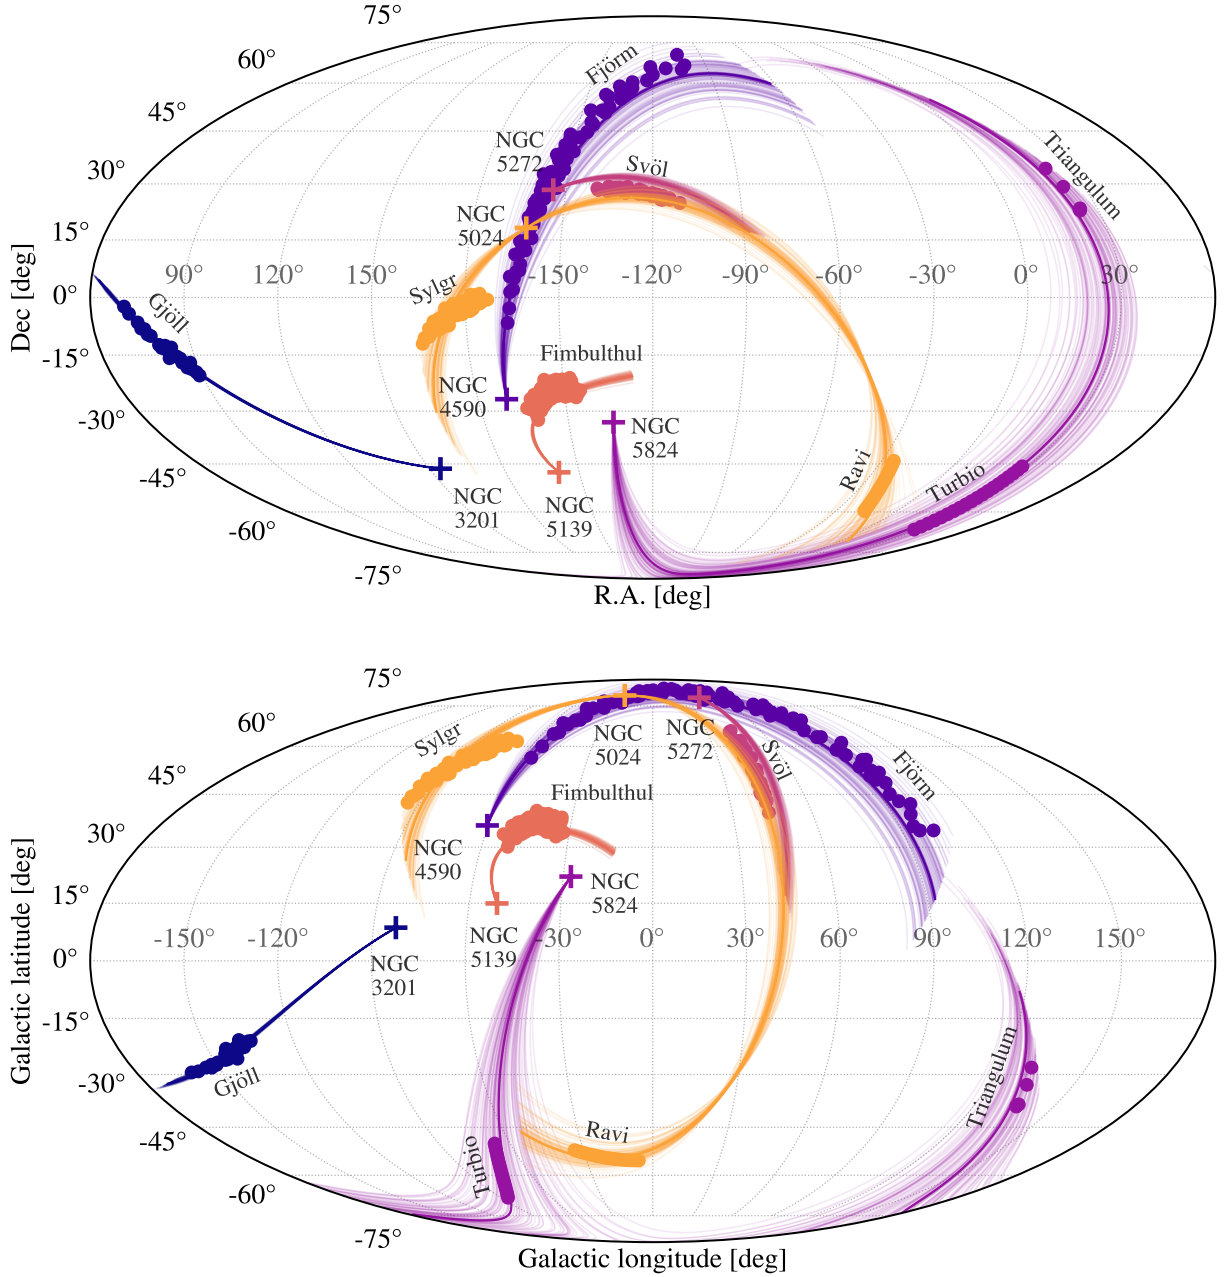 75°
60°
45°
30°
15°
0°
-15°
-30°
-45°
-60°
-75°
Dec [deg]
90°
120°
150°
-150°
-120°
-90°
-60°
-30°
0°
30°
Fjörm
NGC
5272
Svöl
NGC
5024
Triangulum
Sylgr
Gjöll
Fimbulthul
NGC
4590
NGC
5824
NGC
3201
NGC
5139
Ravi
Turbio
R.A. [deg]
75°
60°
45°
30°
15°
0°
-15°
-30°
-45°
-60°
-75°
Galactic latitude [deg]
-150°
-120°
-30°
0°
30°
60°
90°
120°
150°
Sylgr
NGC
5024
NGC
5272
Svöl
Fjörm
Fimbulthul
NGC
4590
NGC
5824
NGC
5139
NGC
3201
Gjöll
Triangulum
Ravi
Turbio
Galactic longitude [deg]